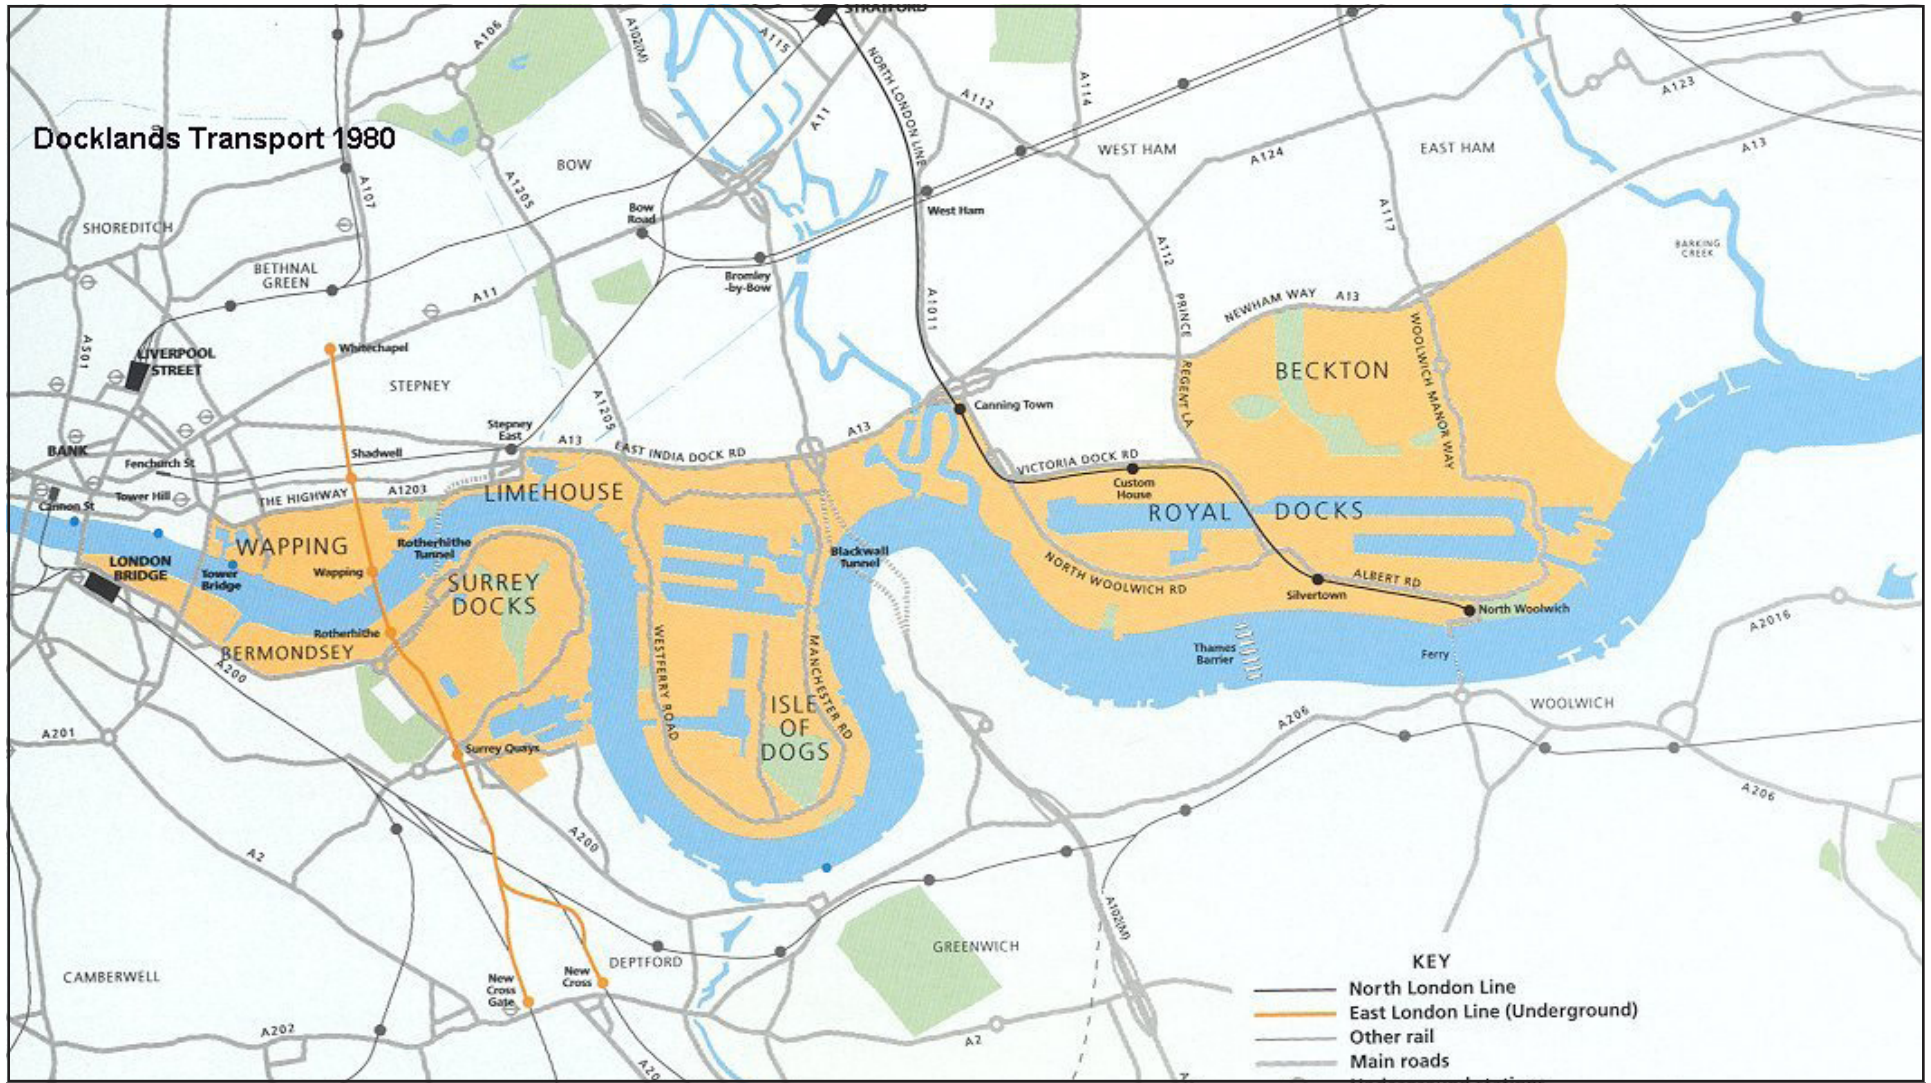 STRATFORD
A106
A102(M)
A115
NORTH LONDON LINE
A11
A112
A114
A123
Docklands Transport 1980
BOW
WEST HAM
A124
EAST HAM
A13
A107
A1205
SHOREDITCH
Bow
Road
West Ham
A117
BARKING
CREEK
A112
BETHNAL
GREEN
A11
Bromley
-by-Bow
A1011
PRINCE
REGENT LA
NEWHAM WAY
A13
WOOLWICH MANOR WAY
A501
LIVERPOOL
STREET
Whitechapel
STEPNEY
BECKTON
A1205
Canning Town
Stepney
East
A13
EAST INDIA DOCK RD
A13
BANK
Fenchurch St
Shadwell
VICTORIA DOCK RD
Custom
House
Tower Hill
THE HIGHWAY
A1203
LIMEHOUSE
Cannon St
ROYAL DOCKS
WAPPING
Rotherhithe
Tunnel
Blackwall
Tunnel
LONDON
BRIDGE
Tower
Bridge
Wapping
SURREY
DOCKS
NORTH WOOLWICH RD
ALBERT RD
Silvertown
North Woolwich
A2016
Rotherhithe
BERMONDSEY
A200
WESTFERRY ROAD
MANCHESTER RD
Thames
Barrier
Ferry
ISLE
OF
DOGS
WOOLWICH
A206
A201
Surrey Quays
A206
A200
A2
A102(M)
GREENWICH
DEPTFORD
CAMBERWELL
New
Cross
Gate
New
Cross
A202
A2
A20
KEY
North London Line
East London Line (Underground)
Other rail
Main roads